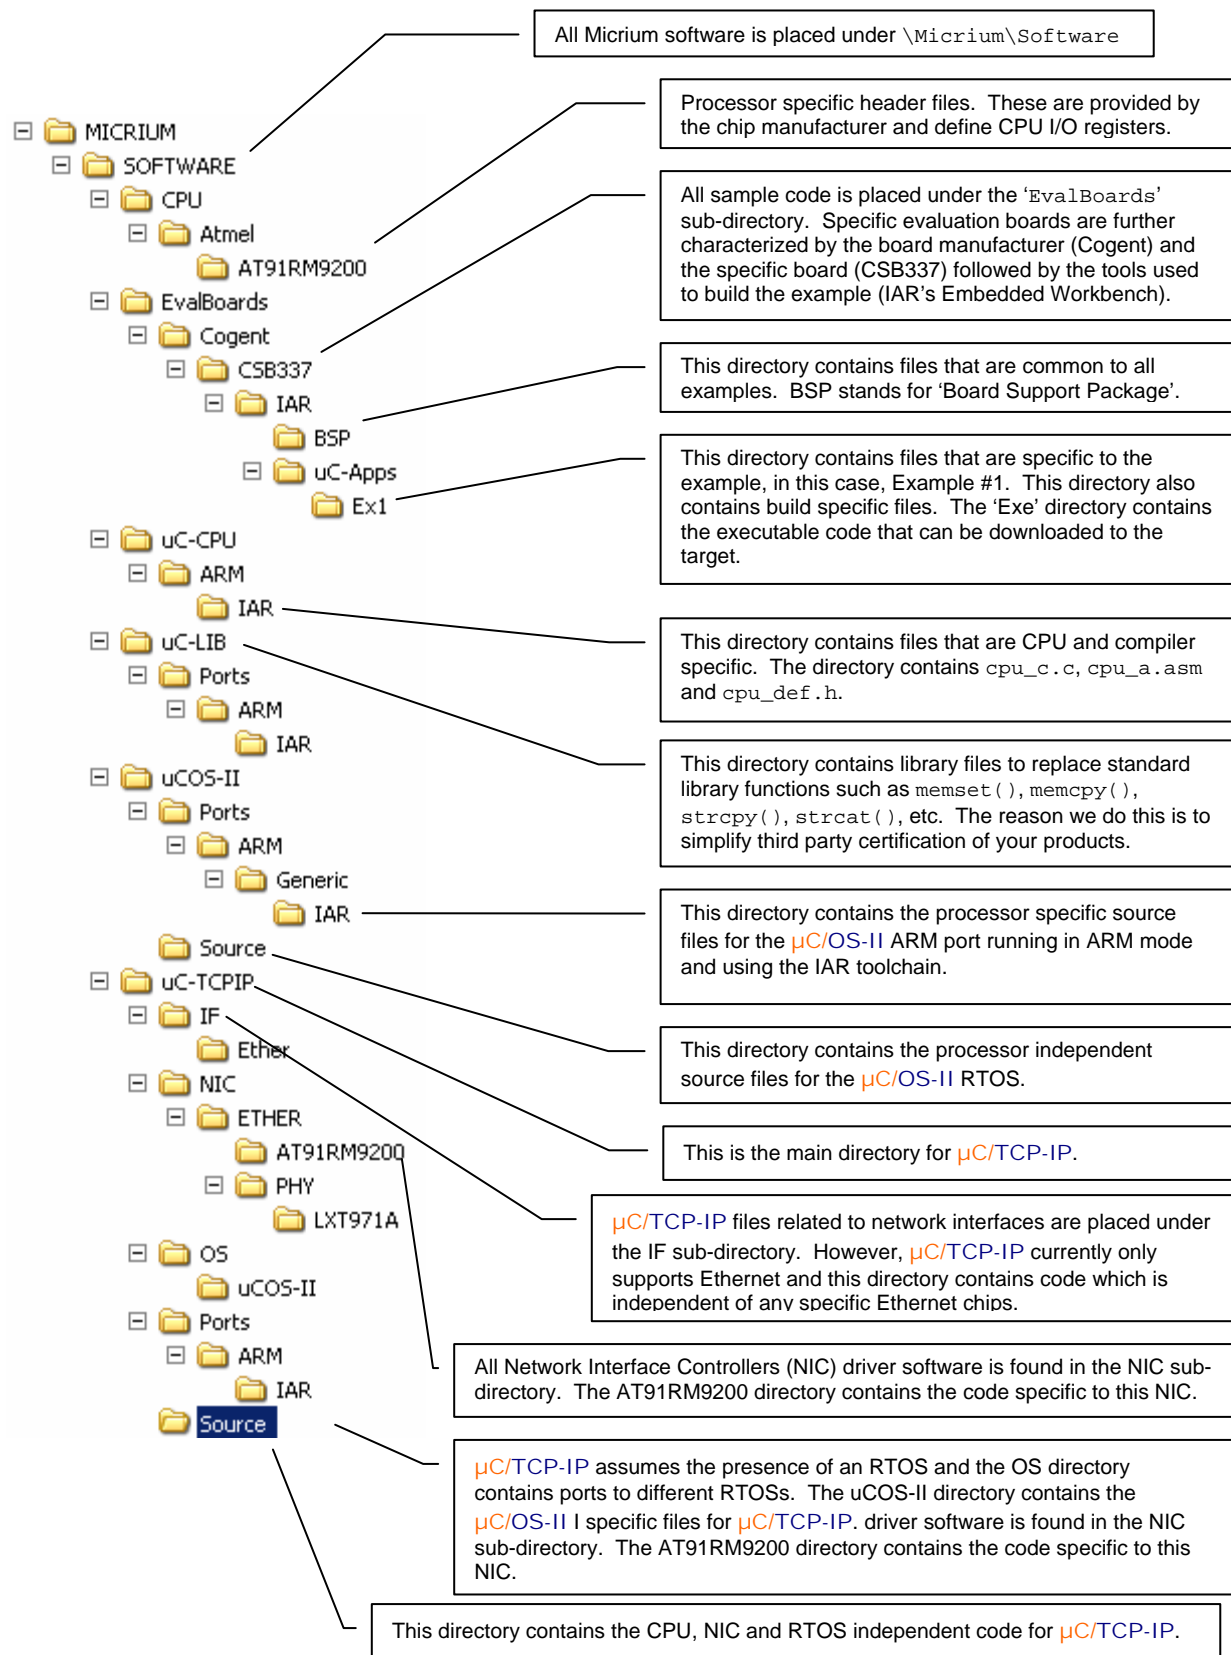 All Micrium software is placed under \Micrium\Software
Processor specific header files.  These are provided by
the chip manufacturer and define CPU I/O registers.
MICRIUM
SOFTWARE
CPU
Atmel
AT91RM9200
EvalBoards
Cogent
CSB337
IAR
BSP
uC-Apps
Ex1
uC-CPU
ARM
IAR
uC-LIB
Ports
ARM
IAR
uCOS-II
Ports
ARM
Generic
IAR
Source
uC-TCPIP
IF
Ether
NIC
ETHER
AT91RM9200
PHY
LXT971A
OS
uCOS-II
Ports
ARM
IAR
Source
All sample code is placed under the ‘EvalBoards’
sub-directory.  Specific evaluation boards are further
characterized by the board manufacturer (Cogent) and
the specific board (CSB337) followed by the tools used
to build the example (IAR’s Embedded Workbench).
This directory contains files that are common to all
examples.  BSP stands for ‘Board Support Package’.
This directory contains files that are specific to the
example, in this case, Example #1.  This directory also
contains build specific files.  The ‘Exe’ directory contains
the executable code that can be downloaded to the
target.
This directory contains files that are CPU and compiler
specific.  The directory contains cpu_c.c, cpu_a.asm
and cpu_def.h.
This directory contains library files to replace standard
library functions such as memset(), memcpy(),
strcpy(), strcat(), etc.  The reason we do this is to
simplify third party certification of your products.
This directory contains the processor specific source
files for the µC/OS-II ARM port running in ARM mode
and using the IAR toolchain.
This directory contains the processor independent
source files for the µC/OS-II RTOS.
This is the main directory for µC/TCP-IP.
µC/TCP-IP files related to network interfaces are placed under
the IF sub-directory.  However, µC/TCP-IP currently only
supports Ethernet and this directory contains code which is
independent of any specific Ethernet chips.
All Network Interface Controllers (NIC) driver software is found in the NIC sub-
directory.  The AT91RM9200 directory contains the code specific to this NIC.
µC/TCP-IP assumes the presence of an RTOS and the OS directory
contains ports to different RTOSs.  The uCOS-II directory contains the
µC/OS-II I specific files for µC/TCP-IP. driver software is found in the NIC
sub-directory.  The AT91RM9200 directory contains the code specific to this
NIC.
This directory contains the CPU, NIC and RTOS independent code for µC/TCP-IP.